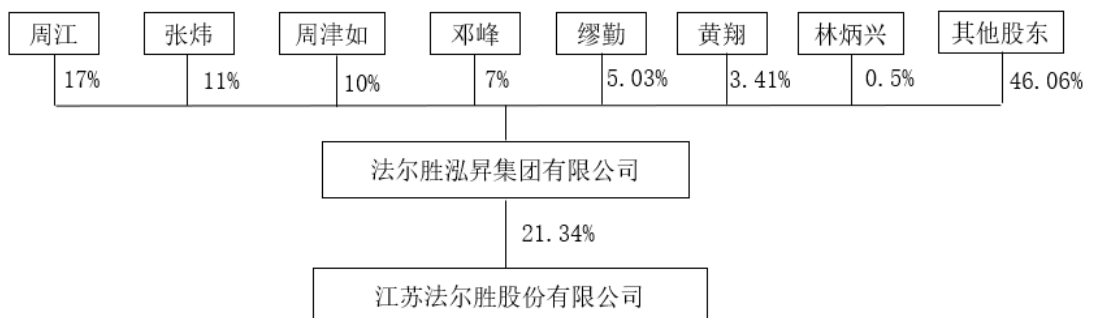 周江 张炜 周津如 邓峰 缪勤 黄翔 林炳兴 其他股东
17% 11% 10% 7% 5.03% 3.41% 0.5% 46.06%
法尔胜泓昇集团有限公司
21.34%
江苏法尔胜股份有限公司